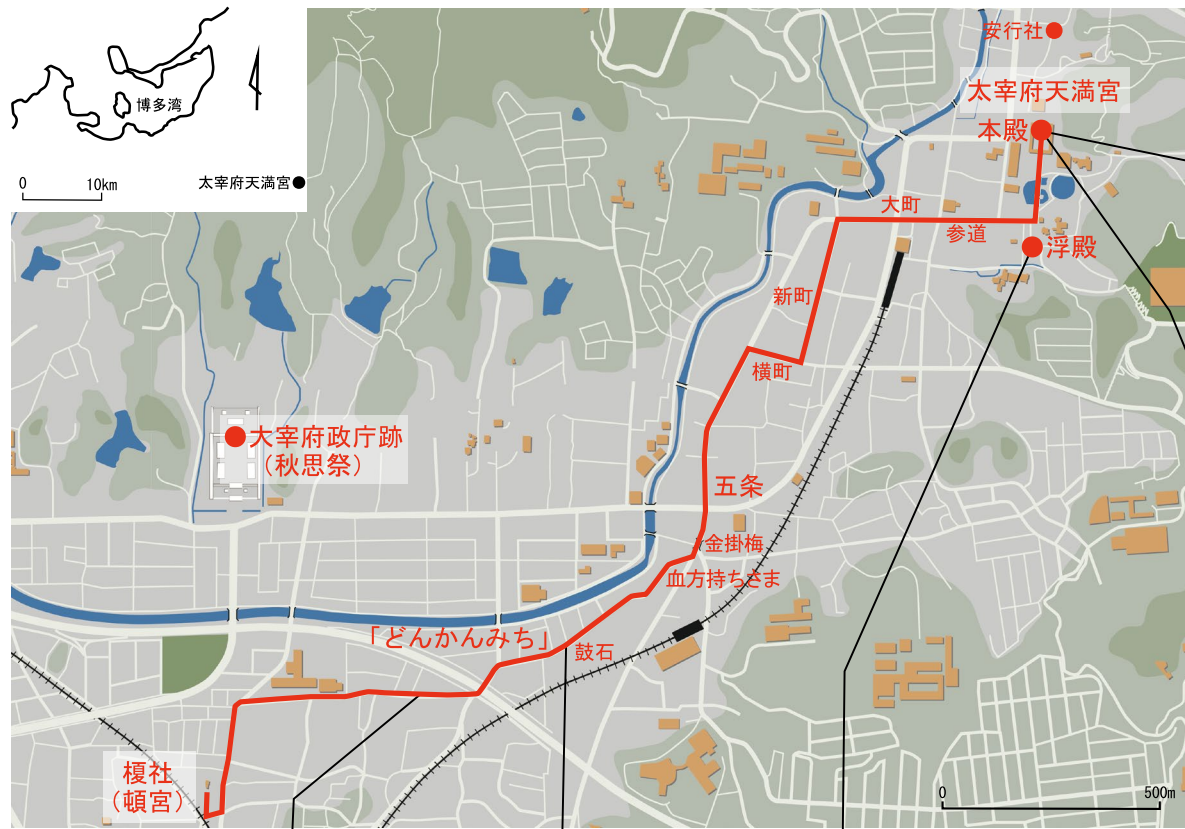 博多湾
0 10km
太宰府天満宮
安行社
太宰府天満宮
本殿
大町
参道
浮殿
新町
横町
大宰府政庁跡
（秋思祭）
五条
金掛梅
血方持ちさま
「どんかんみち」
鼓石
榎社
（頓宮）
0 500m